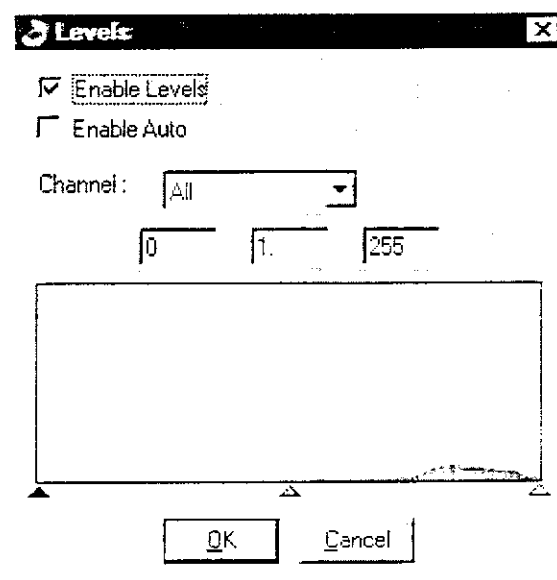 Levels
Enable Levels
Enable Auto
Channel: All
0 1. 255
OK Cancel